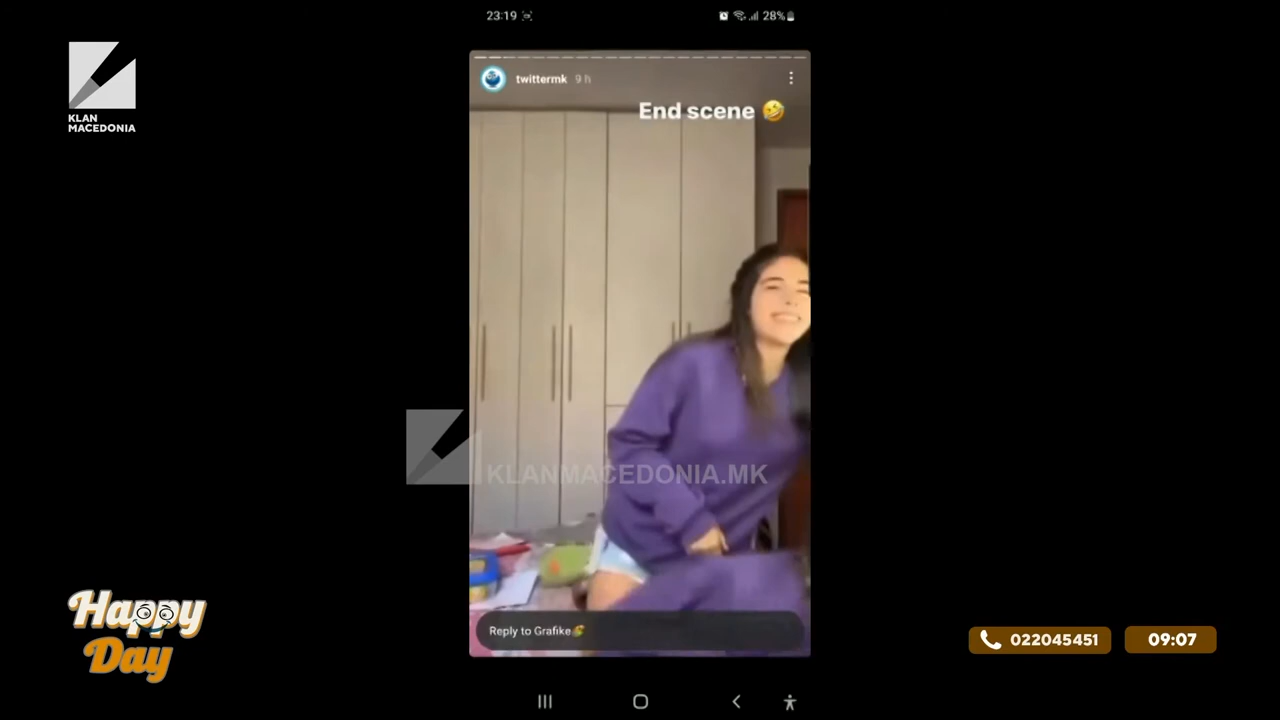 23:19
28%
KLAN
MACEDONIA
twittermk 9 h
End scene 🤣
KLANMACEDONIA.MK
Reply to Grafike
Happy
Day
022045451
09:07